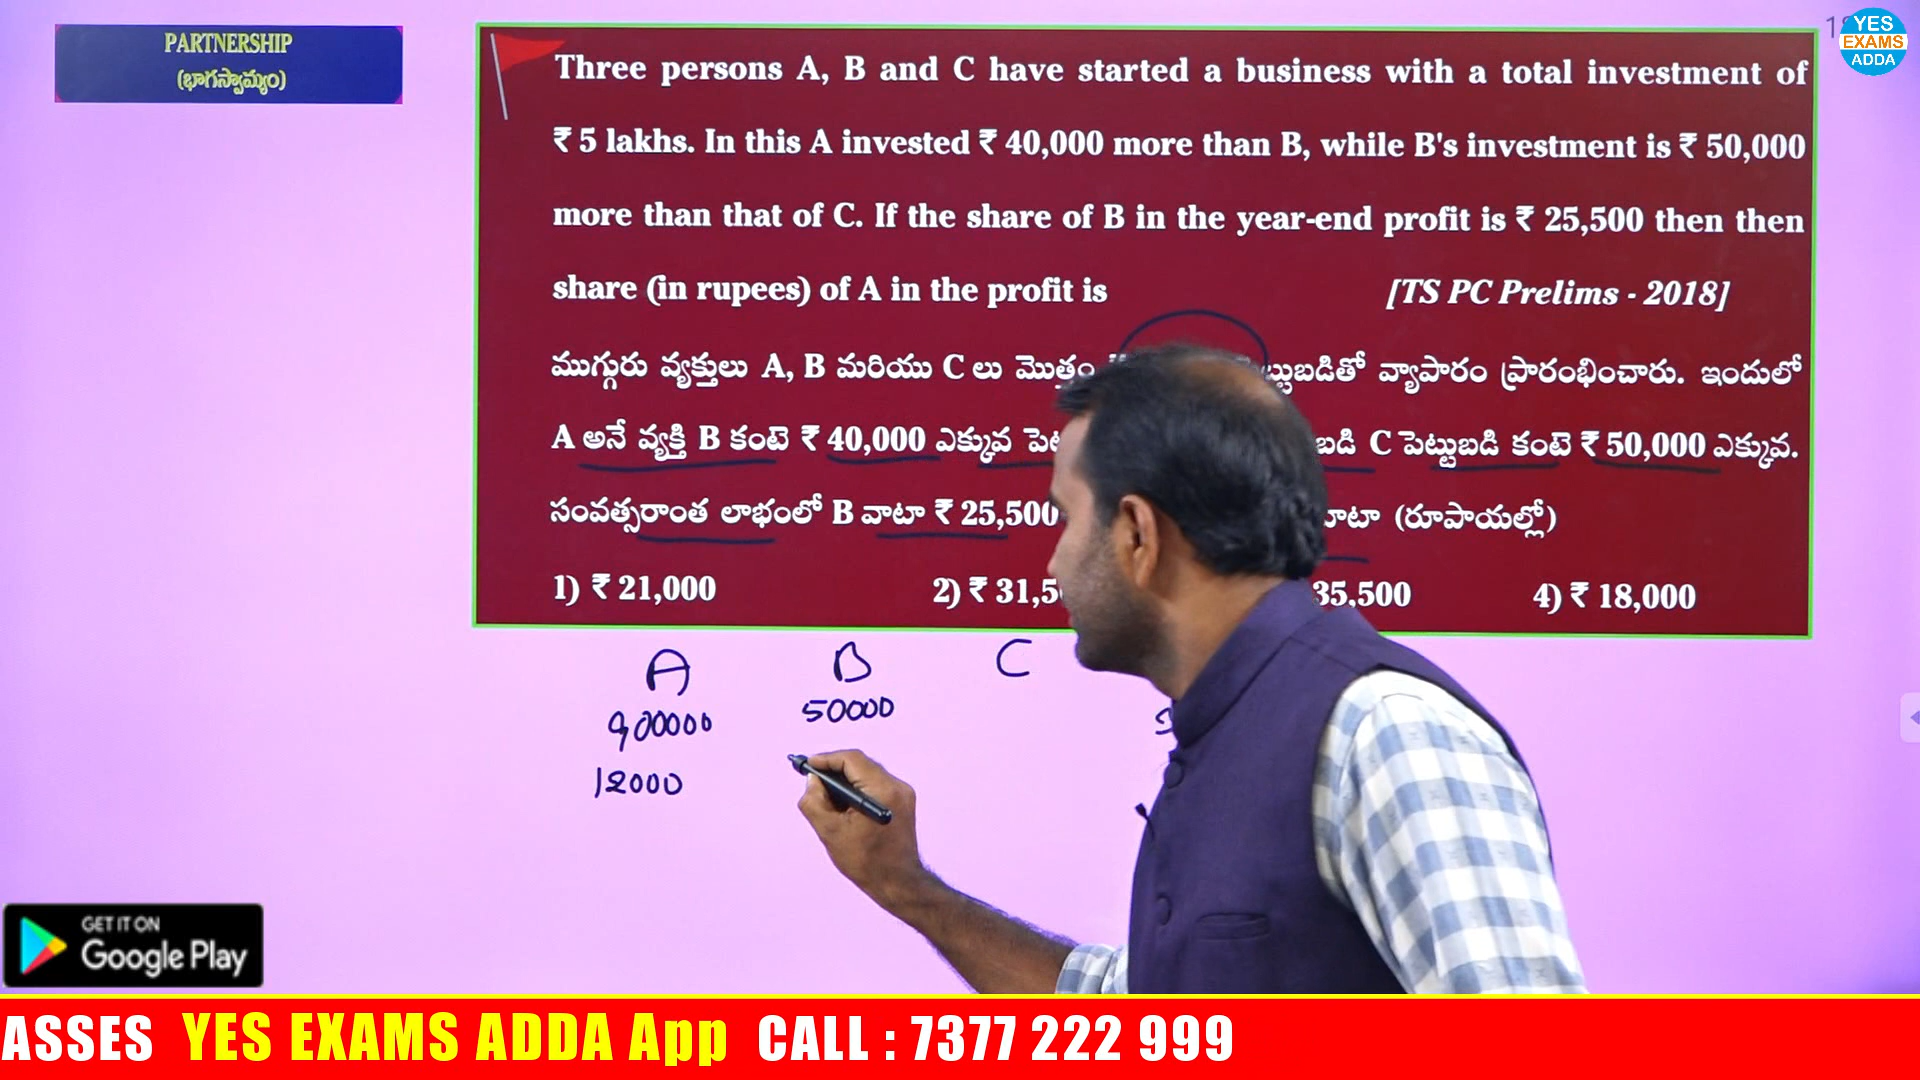 PARTNERSHIP
(భాగస్వామ్యం)
YES
EXAMS
ADDA
Three persons A, B and C have started a business with a total investment of
₹ 5 lakhs. In this A invested ₹ 40,000 more than B, while B's investment is ₹ 50,000
more than that of C. If the share of B in the year-end profit is ₹ 25,500 then then
share (in rupees) of A in the profit is [TS PC Prelims - 2018]
ముగ్గురు వ్యక్తులు A, B మరియు C లు మొత్తం వ్యాపారం ప్రారంభించారు. ఇందులో
A అనే వ్యక్తి B కంటె ₹ 40,000 ఎక్కువ C పెట్టుబడి కంటె ₹ 50,000 ఎక్కువ.
సంవత్సరాంత లాభంలో B వాటా ₹ 25,500 (రూపాయల్లో)
1) ₹ 21,000 2) ₹ 35,500 4) ₹ 18,000
A B C
900000 50000
12000
GET IT ON
Google Play
ASSES YES EXAMS ADDA App CALL : 7377 222 999